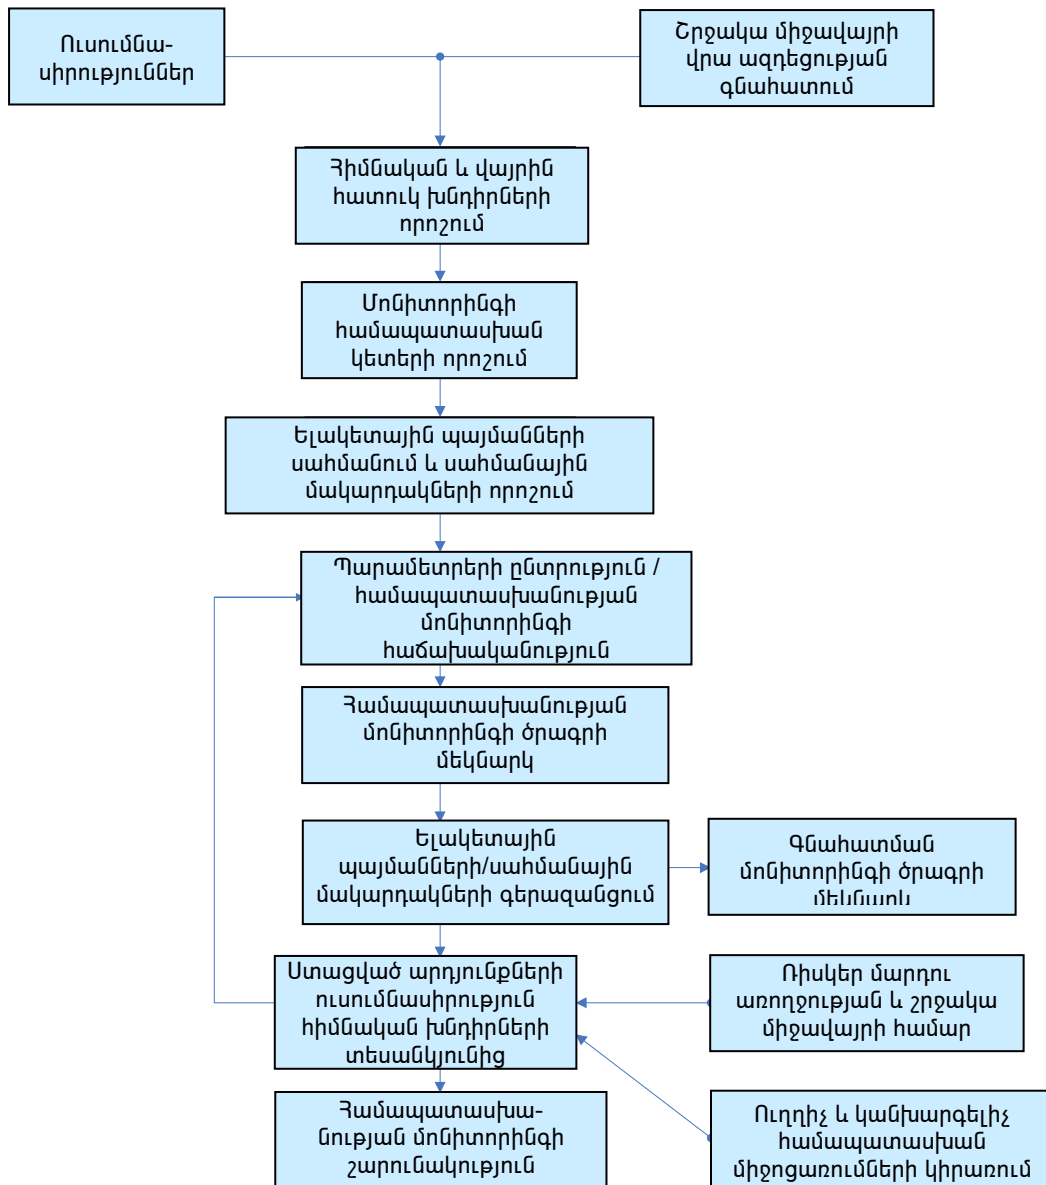 Ուսումնա-
սիրություններ
Շրջակա միջավայրի
վրա ազդեցության
գնահատում
Հիմնական և վայրին
հատուկ խնդիրների
որոշում
Մոնիտորինգի
համապատասխան
կետերի որոշում
Ելակետային պայմանների
սահմանում և սահմանային
մակարդակների որոշում
Պարամետրերի ընտրություն /
համապատասխանության
մոնիտորինգի
հաճախականություն
Համապատասխանության
մոնիտորինգի ծրագրի
մեկնարկ
Ելակետային
պայմանների/սահմանային
մակարդակների գերազանցում
Գնահատման
մոնիտորինգի ծրագրի
մեկնարկ
Ստացված արդյունքների
ուսումնասիրություն
հիմնական խնդիրների
տեսանկյունից
Ռիսկեր մարդու
առողջության և շրջակա
միջավայրի համար
Համապատասխա-
նության մոնիտորինգի
շարունակություն
Ուղղիչ և կանխարգելիչ
համապատասխան
միջոցառումների կիրառում